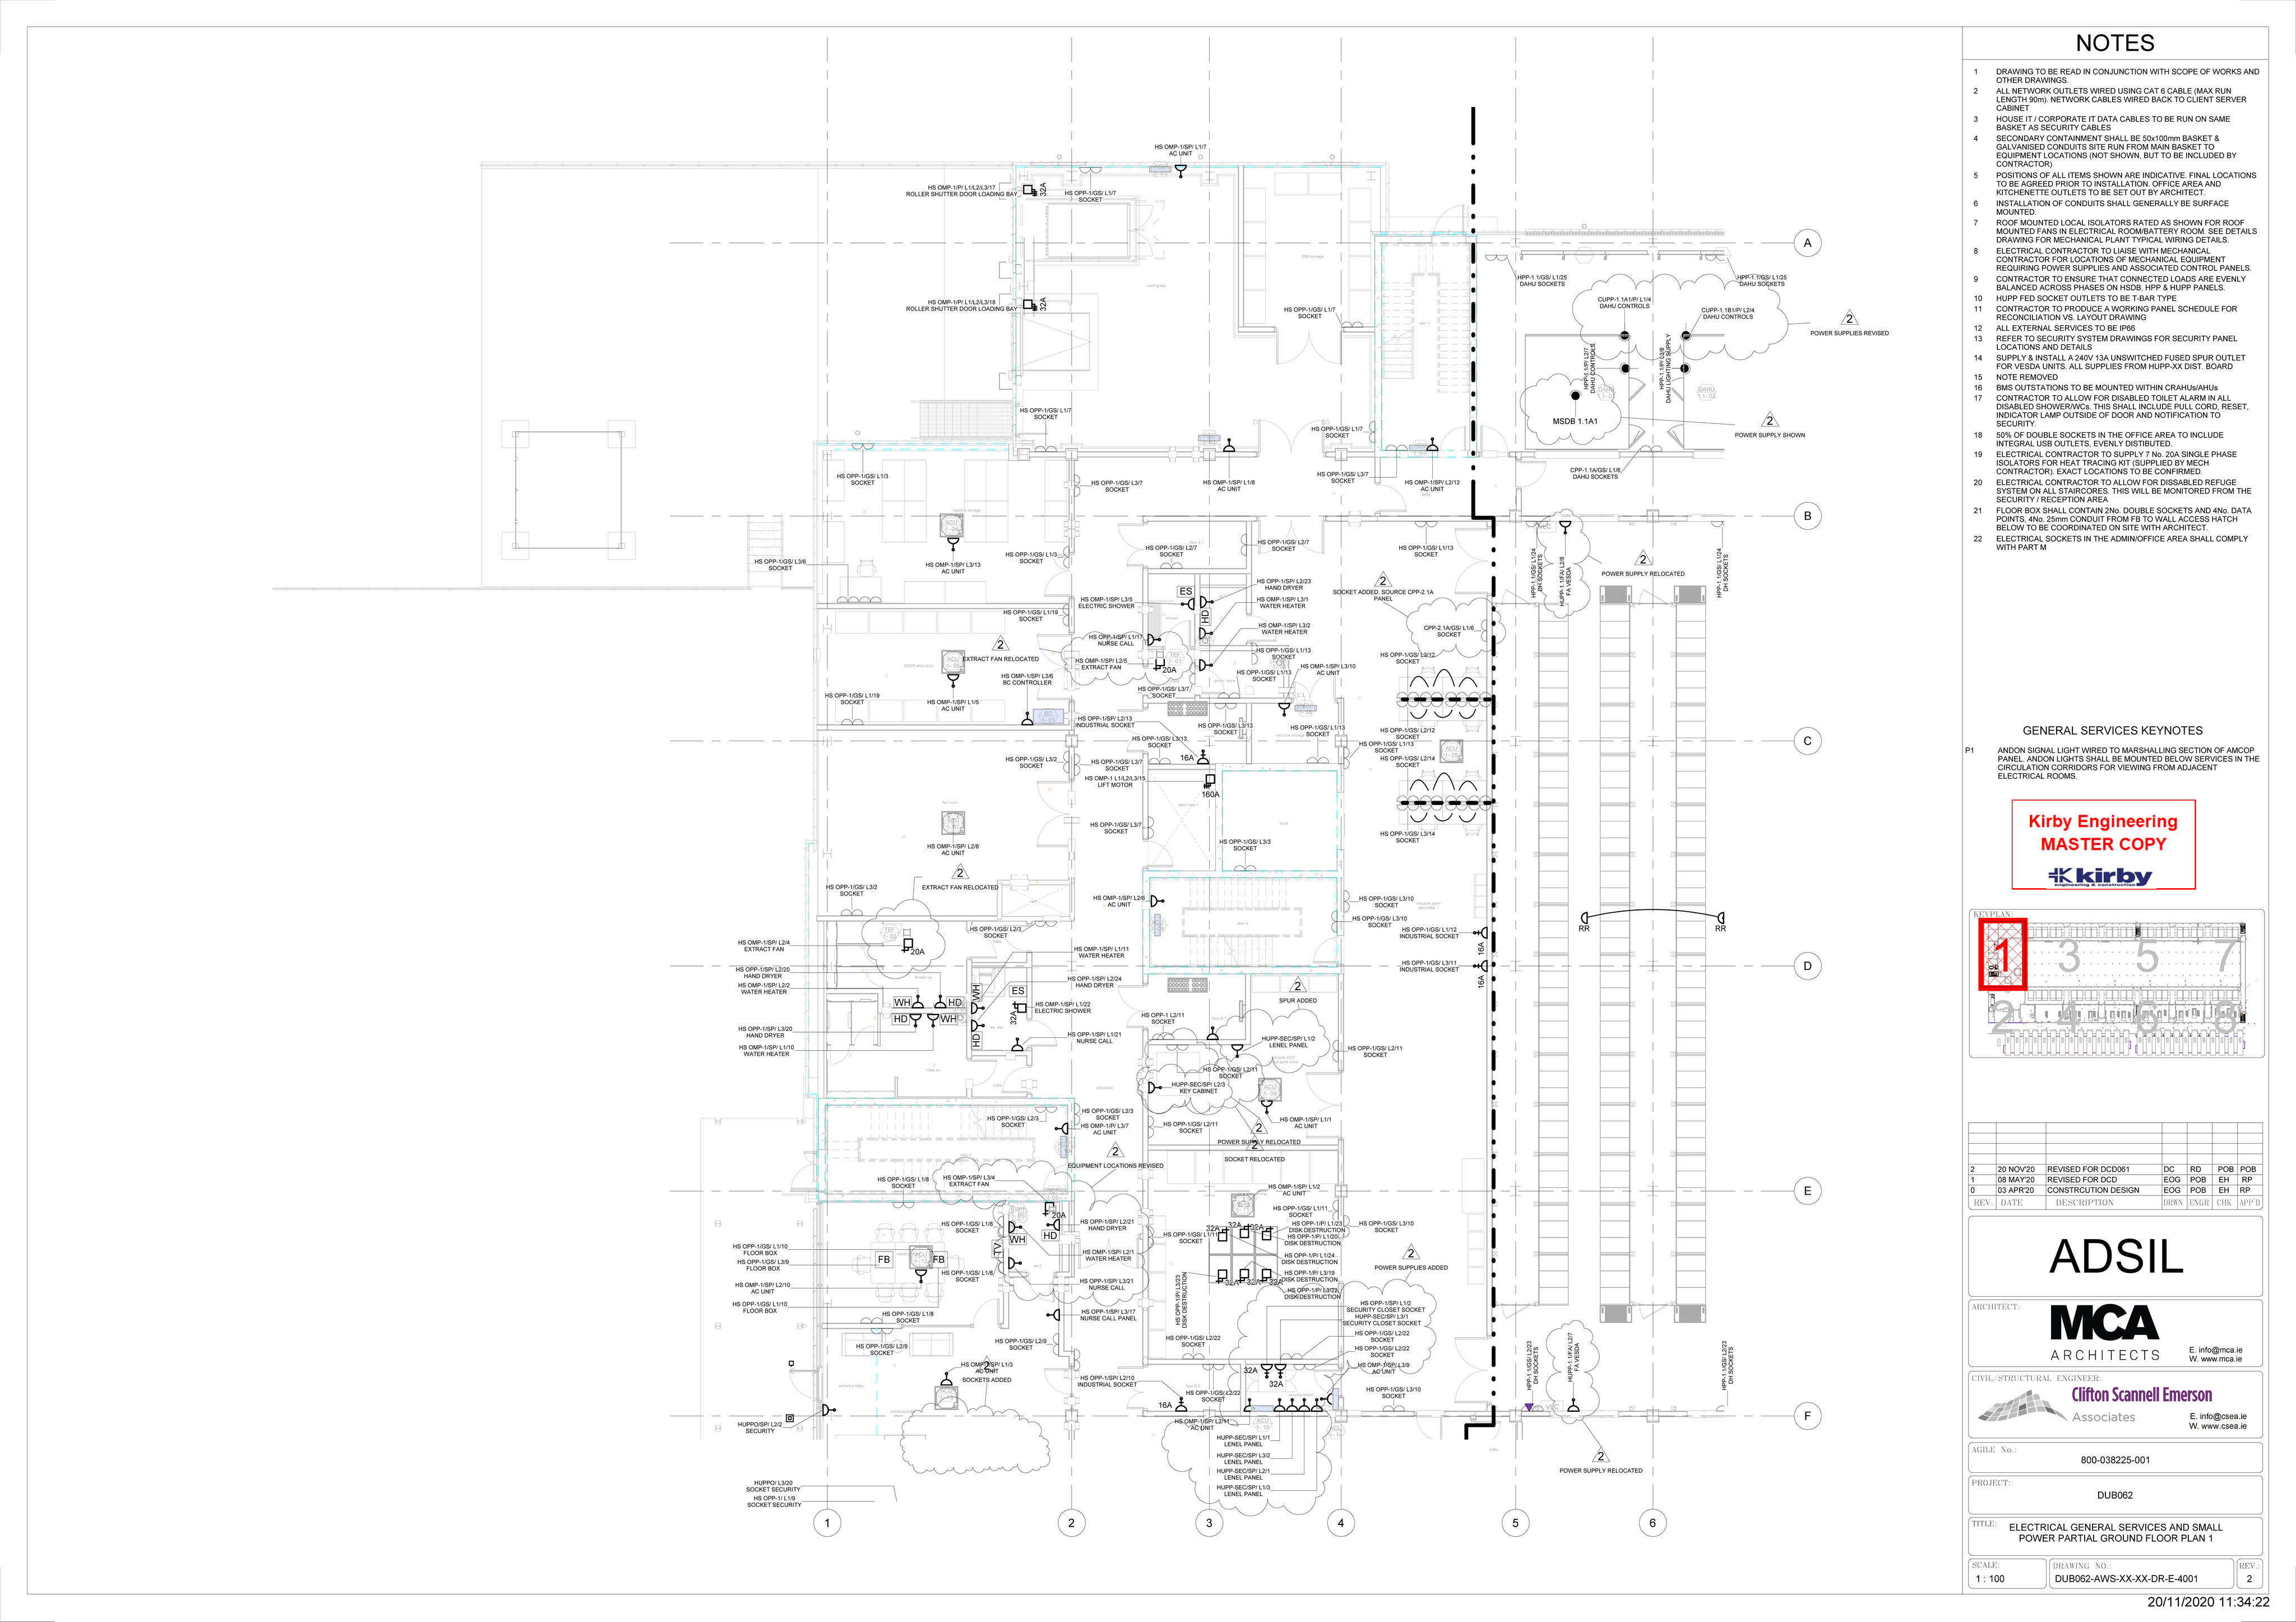 NOTES
1 DRAWING TO BE READ IN CONJUNCTION WITH SCOPE OF WORKS AND
OTHER DRAWINGS.
2 ALL NETWORK OUTLETS WIRED USING CAT 6 CABLE (MAX RUN
LENGTH 90m). NETWORK CABLES WIRED BACK TO CLIENT SERVER
CABINET
3 HOUSE IT / CORPORATE IT DATA CABLES TO BE RUN ON SAME
BASKET AS SECURITY CABLES
4 SECONDARY CONTAINMENT SHALL BE 50x100mm BASKET &
GALVANISED CONDUITS SITE RUN FROM MAIN BASKET TO
EQUIPMENT LOCATIONS (NOT SHOWN, BUT TO BE INCLUDED BY
CONTRACTOR)
5 POSITIONS OF ALL ITEMS SHOWN ARE INDICATIVE. FINAL LOCATIONS
TO BE AGREED PRIOR TO INSTALLATION. OFFICE AREA AND
KITCHENETTE OUTLETS TO BE SET OUT BY ARCHITECT.
6 INSTALLATION OF CONDUITS SHALL GENERALLY BE SURFACE
MOUNTED.
7 ROOF MOUNTED LOCAL ISOLATORS RATED AS SHOWN FOR ROOF
MOUNTED FANS IN ELECTRICAL ROOM/BATTERY ROOM. SEE DETAILS
DRAWING FOR MECHANICAL PLANT TYPICAL WIRING DETAILS.
8 ELECTRICAL CONTRACTOR TO LIAISE WITH MECHANICAL
CONTRACTOR FOR LOCATIONS OF MECHANICAL EQUIPMENT
REQUIRING POWER SUPPLIES AND ASSOCIATED CONTROL PANELS.
9 CONTRACTOR TO ENSURE THAT CONNECTED LOADS ARE EVENLY
BALANCED ACROSS PHASES ON HSDB, HPP & HUPP PANELS.
10 HUPP FED SOCKET OUTLETS TO BE T-BAR TYPE
11 CONTRACTOR TO PRODUCE A WORKING PANEL SCHEDULE FOR
RECONCILIATION VS. LAYOUT DRAWING
12 ALL EXTERNAL SERVICES TO BE IP66
13 REFER TO SECURITY SYSTEM DRAWINGS FOR SECURITY PANEL
LOCATIONS AND DETAILS
14 SUPPLY & INSTALL A 240V 13A UNSWITCHED FUSED SPUR OUTLET
FOR VESDA UNITS. ALL SUPPLIES FROM HUPP-XX DIST. BOARD
15 NOTE REMOVED
16 BMS OUTSTATIONS TO BE MOUNTED WITHIN CRAHUs/AHUs
17 CONTRACTOR TO ALLOW FOR DISABLED TOILET ALARM IN ALL
DISABLED SHOWER/WCs. THIS SHALL INCLUDE PULL CORD, RESET,
INDICATOR LAMP OUTSIDE OF DOOR AND NOTIFICATION TO
SECURITY.
18 50% OF DOUBLE SOCKETS IN THE OFFICE AREA TO INCLUDE
INTEGRAL USB OUTLETS, EVENLY DISTIBUTED.
19 ELECTRICAL CONTRACTOR TO SUPPLY 7 No. 20A SINGLE PHASE
ISOLATORS FOR HEAT TRACING KIT (SUPPLIED BY MECH
CONTRACTOR). EXACT LOCATIONS TO BE CONFIRMED.
20 ELECTRICAL CONTRACTOR TO ALLOW FOR DISSABLED REFUGE
SYSTEM ON ALL STAIRCORES. THIS WILL BE MONITORED FROM THE
SECURITY / RECEPTION AREA
21 FLOOR BOX SHALL CONTAIN 2No. DOUBLE SOCKETS AND 4No. DATA
POINTS, 4No. 25mm CONDUIT FROM FB TO WALL ACCESS HATCH
BELOW TO BE COORDINATED ON SITE WITH ARCHITECT.
22 ELECTRICAL SOCKETS IN THE ADMIN/OFFICE AREA SHALL COMPLY
WITH PART M
GENERAL SERVICES KEYNOTES
P1 ANDON SIGNAL LIGHT WIRED TO MARSHALLING SECTION OF AMCOP
PANEL. ANDON LIGHTS SHALL BE MOUNTED BELOW SERVICES IN THE
CIRCULATION CORRIDORS FOR VIEWING FROM ADJACENT
ELECTRICAL ROOMS.
Kirby Engineering
MASTER COPY
kirby
engineering & construction
KEYPLAN:
1 3 5 7
2 4 6 8
2 20 NOV'20 REVISED FOR DCD061 DC RD POB POB
1 08 MAY'20 REVISED FOR DCD EOG POB EH RP
0 03 APR'20 CONSTRCUTION DESIGN EOG POB EH RP
REV. DATE DESCRIPTION DRWN ENGR CHK APP'D
ADSIL
ARCHITECT:
MCA
ARCHITECTS
E. info@mca.ie
W. www.mca.ie
CIVIL/STRUCTURAL ENGINEER:
Clifton Scannell Emerson
Associates
E. info@csea.ie
W. www.csea.ie
AGILE No.:
800-038225-001
PROJECT:
DUB062
TITLE:
ELECTRICAL GENERAL SERVICES AND SMALL
POWER PARTIAL GROUND FLOOR PLAN 1
SCALE:
1 : 100
DRAWING NO.:
DUB062-AWS-XX-XX-DR-E-4001
REV.:
2
20/11/2020 11:34:22
HS OMP-1/SP/ L1/7
AC UNIT
HS OMP-1/P/ L1/L2/L3/17
ROLLER SHUTTER DOOR LOADING BAY
32A
HS OPP-1/GS/ L1/7
SOCKET
HS OMP-1/P/ L1/L2/L3/18
ROLLER SHUTTER DOOR LOADING BAY
32A
HS OPP-1/GS/ L1/7
SOCKET
HPP-1.1/GS/ L1/25
DAHU SOCKETS
HPP-1.1/GS/ L1/25
DAHU SOCKETS
CUPP-1.1A1/P/ L1/4
DAHU CONTROLS
CUPP-1.1B1/P/ L2/4
DAHU CONTROLS
2
POWER SUPPLIES REVISED
HPP-1.1/P/ L2/7
DAHU CONTROLS
HPP-1.1/P/ L3/8
DAHU LIGHTING SUPPLY
MSDB 1.1A1
2
POWER SUPPLY SHOWN
CPP-1.1A/GS/ L1/6
DAHU SOCKETS
HS OPP-1/GS/ L1/7
SOCKET
HS OPP-1/GS/ L1/7
SOCKET
HS OPP-1/GS/ L1/3
SOCKET
HS OPP-1/GS/ L3/7
SOCKET
HS OMP-1/SP/ L1/8
AC UNIT
HS OPP-1/GS/ L3/7
SOCKET
HS OMP-1/SP/ L2/12
AC UNIT
HS OPP-1/GS/ L3/6
SOCKET
HS OMP-1/SP/ L3/13
AC UNIT
HS OPP-1/GS/ L1/3
SOCKET
HS OPP-1/GS/ L2/7
SOCKET
HS OPP-1/GS/ L2/7
SOCKET
HS OPP-1/GS/ L1/13
SOCKET
HPP-1.1/GS/ L1/24
DH SOCKETS
HUPP-1.1/FA/ L2/8
FA VESDA
2
POWER SUPPLY RELOCATED
HPP-1.1/GS/ L1/24
DH SOCKETS
HS OPP-1/SP/ L2/23
HAND DRYER
HS OMP-1/SP/ L3/1
WATER HEATER
HS OMP-1/SP/ L3/2
WATER HEATER
HS OMP-1/SP/ L3/5
ELECTRIC SHOWER
ES
HD
HS OPP-1/GS/ L1/19
SOCKET
2
EXTRACT FAN RELOCATED
HS OPP-1/SP/ L1/17
NURSE CALL
HS OMP-1/SP/ L2/5
EXTRACT FAN
20A
2
SOCKET ADDED. SOURCE CPP-2.1A
PANEL
CPP-2.1A/GS/ L1/6
SOCKET
HS OPP-1/GS/ L1/13
SOCKET
HS OMP-1/SP/ L3/10
AC UNIT
HS OPP-1/GS/ L1/13
SOCKET
HS OPP-1/GS/ L3/12
SOCKET
HS OMP-1/SP/ L3/6
BC CONTROLLER
HS OPP-1/GS/ L3/7
SOCKET
HS OPP-1/GS/ L1/19
SOCKET
HS OMP-1/SP/ L1/5
AC UNIT
HS OPP-1/SP/ L2/13
INDUSTRIAL SOCKET
HS OPP-1/GS/ L3/13
SOCKET
HS OPP-1/GS/ L1/13
SOCKET
HS OPP-1/GS/ L3/13
SOCKET
HS OPP-1/GS/ L2/12
SOCKET
HS OPP-1/GS/ L1/13
SOCKET
HS OPP-1/GS/ L2/14
SOCKET
16A
HS OPP-1/GS/ L3/2
SOCKET
HS OPP-1/GS/ L3/7
SOCKET
HS OMP-1 L1/L2/L3/15
LIFT MOTOR
160A
HS OPP-1/GS/ L3/7
SOCKET
HS OPP-1/GS/ L3/3
SOCKET
HS OPP-1/GS/ L3/14
SOCKET
HS OMP-1/SP/ L2/8
AC UNIT
2
EXTRACT FAN RELOCATED
HS OPP-1/GS/ L3/2
SOCKET
HS OMP-1/SP/ L2/6
AC UNIT
HS OPP-1/GS/ L3/10
SOCKET
HS OPP-1/GS/ L3/10
SOCKET
HS OPP-1/GS/ L1/12
INDUSTRIAL SOCKET
16A
HS OPP-1/GS/ L3/11
INDUSTRIAL SOCKET
16A
RR
RR
HS OPP-1/GS/ L2/3
SOCKET
HS OMP-1/SP/ L2/4
EXTRACT FAN
20A
HS OMP-1/SP/ L1/11
WATER HEATER
HS OPP-1/SP/ L2/20
HAND DRYER
HS OMP-1/SP/ L2/2
WATER HEATER
HS OPP-1/SP/ L2/24
HAND DRYER
WH HD
HD WH
WH
HD
ES
32A
HS OMP-1/SP/ L1/22
ELECTRIC SHOWER
HS OPP-1/SP/ L3/20
HAND DRYER
HS OMP-1/SP/ L1/10
WATER HEATER
HS OPP-1/SP/ L1/21
NURSE CALL
2
SPUR ADDED
HS OPP-1 L2/11
SOCKET
HUPP-SEC/SP/ L1/2
LENEL PANEL
HS OPP-1/GS/ L2/11
SOCKET
HS OPP-1/GS/ L2/11
SOCKET
HUPP-SEC/SP/ L2/3
KEY CABINET
HS OMP-1/SP/ L1/1
AC UNIT
HS OPP-1/GS/ L2/3
SOCKET
HS OPP-1/GS/ L2/3
SOCKET
HS OMP-1/P/ L3/7
AC UNIT
HS OPP-1/GS/ L2/11
SOCKET
2
POWER SUPPLY RELOCATED
2
SOCKET RELOCATED
2
EQUIPMENT LOCATIONS REVISED
HS OPP-1/GS/ L1/8
SOCKET
HS OMP-1/SP/ L3/4
EXTRACT FAN
20A
HS OMP-1/SP/ L1/2
AC UNIT
HS OPP-1/GS/ L1/11
SOCKET
HS OPP-1/GS/ L1/8
SOCKET
HS OPP-1/SP/ L2/21
HAND DRYER
HD
WH
TV
HS OPP-1/GS/ L1/11
SOCKET
32A 32A 32A
HS OPP-1/P/ L1/23
DISK DESTRUCTION
HS OPP-1/P/ L1/20
DISK DESTRUCTION
HS OPP-1/P/ L1/24
DISK DESTRUCTION
HS OPP-1/P/ L3/19
DISK DESTRUCTION
HS OPP-1/P/ L3/22
DISK DESTRUCTION
32A 32A 32A
HS OPP-1/P/ L3/23
DISK DESTRUCTION
HS OPP-1/GS/ L3/10
SOCKET
2
POWER SUPPLIES ADDED
HS OPP-1/GS/ L1/10
FLOOR BOX
HS OPP-1/GS/ L3/9
FLOOR BOX
HS OMP-1/SP/ L2/10
AC UNIT
HS OPP-1/GS/ L1/10
FLOOR BOX
FB FB
HS OPP-1/GS/ L1/8
SOCKET
HS OMP-1/SP/ L2/1
WATER HEATER
HS OPP-1/SP/ L3/21
NURSE CALL
HS OPP-1/GS/ L1/8
SOCKET
HS OPP-1/SP/ L3/17
NURSE CALL PANEL
HS OPP-1/GS/ L2/9
SOCKET
HS OPP-1/GS/ L2/9
SOCKET
HS OMP-1/SP/ L1/3
AC UNIT
2
SOCKETS ADDED
HS OPP-1/SP/ L1/2
SECURITY CLOSET SOCKET
HUPP-SEC/SP/ L3/1
SECURITY CLOSET SOCKET
HS OPP-1/GS/ L2/22
SOCKET
HS OPP-1/GS/ L2/22
SOCKET
HS OMP-1/SP/ L3/9
AC UNIT
HS OPP-1/GS/ L2/22
SOCKET
HS OPP-1/SP/ L2/10
INDUSTRIAL SOCKET
16A
HS OPP-1/GS/ L2/22
SOCKET
32A
32A
HS OPP-1/GS/ L3/10
SOCKET
HS OMP-1/SP/ L2/11
AC UNIT
HUPP-SEC/SP/ L1/1
LENEL PANEL
HUPP-SEC/SP/ L3/2
LENEL PANEL
HUPP-SEC/SP/ L2/1
LENEL PANEL
HUPP-SEC/SP/ L1/3
LENEL PANEL
HPP-1.1/GS/ L2/23
DH SOCKETS
HUPP-1.1/FA/ L2/7
FA VESDA
HPP-1.1/GS/ L2/23
DH SOCKETS
2
POWER SUPPLY RELOCATED
HUPPO/SP/ L2/2
SECURITY
HUPPO/ L3/20
SOCKET SECURITY
HS OPP-1/ L1/9
SOCKET SECURITY
A
B
C
D
E
F
1 2 3 4 5 6